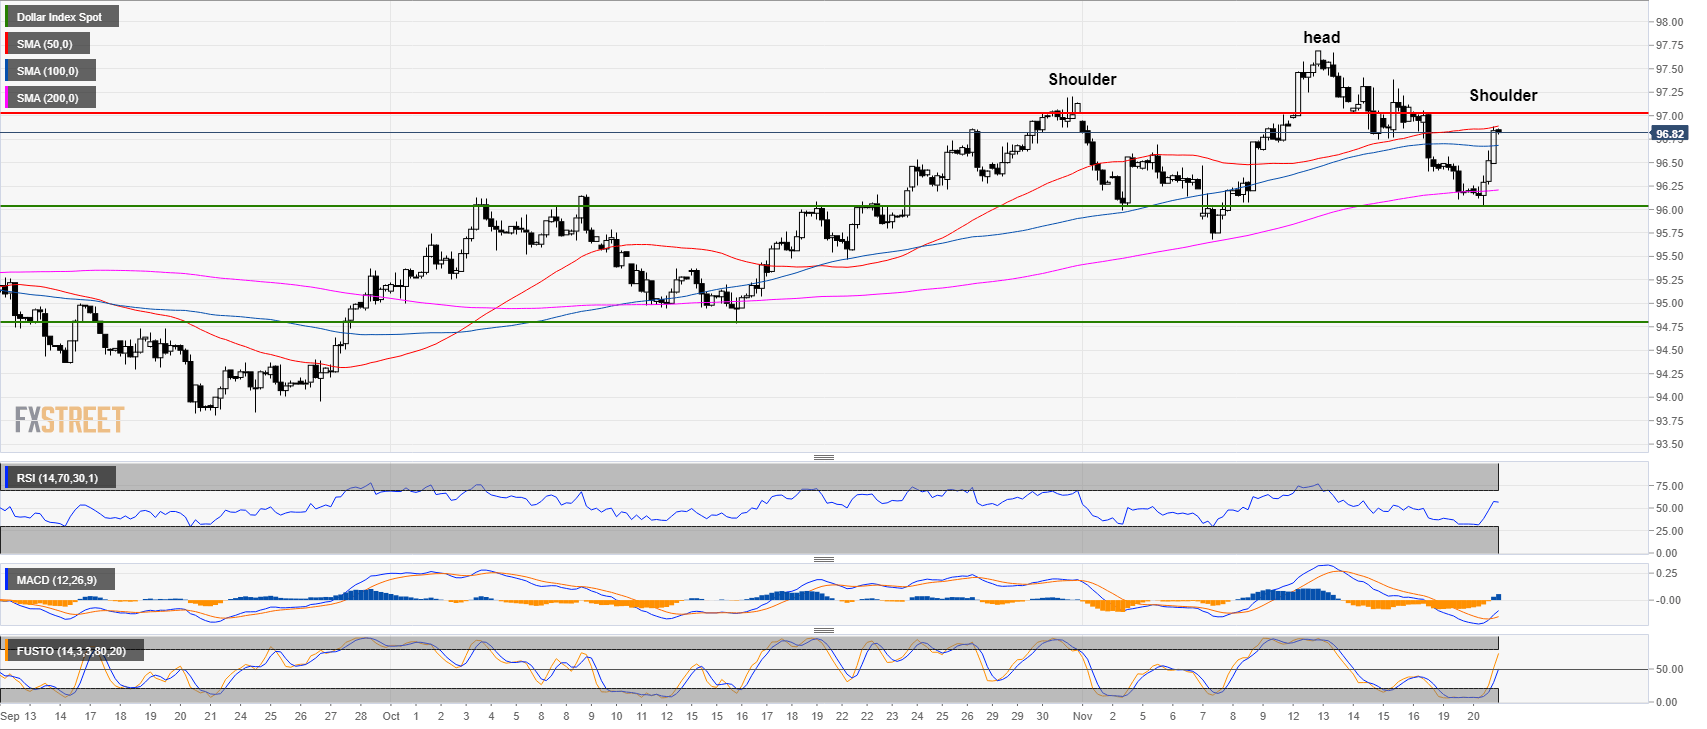 Dollar Index Spot
SMA (50,0)
SMA (100,0)
SMA (200,0)
Shoulder
head
Shoulder
98.00
97.75
97.50
97.25
97.00
96.82
96.50
96.25
96.00
95.75
95.50
95.25
95.00
94.75
94.50
94.25
94.00
93.75
93.50
FXSTREET
RSI (14,70,30,1)
75.00
50.00
25.00
0.00
MACD (12,26,9)
0.25
-0.00
FUSTO (14,3,3,80,20)
50.00
0.00
Sep 13 14 17 18 19 20 21 24 25 26 27 28 Oct 1 2 3 4 5 8 8 9 10 11 12 15 16 17 18 19 22 22 23 24 25 26 29 29 30 Nov 2 5 6 7 8 9 12 13 14 15 16 19 20